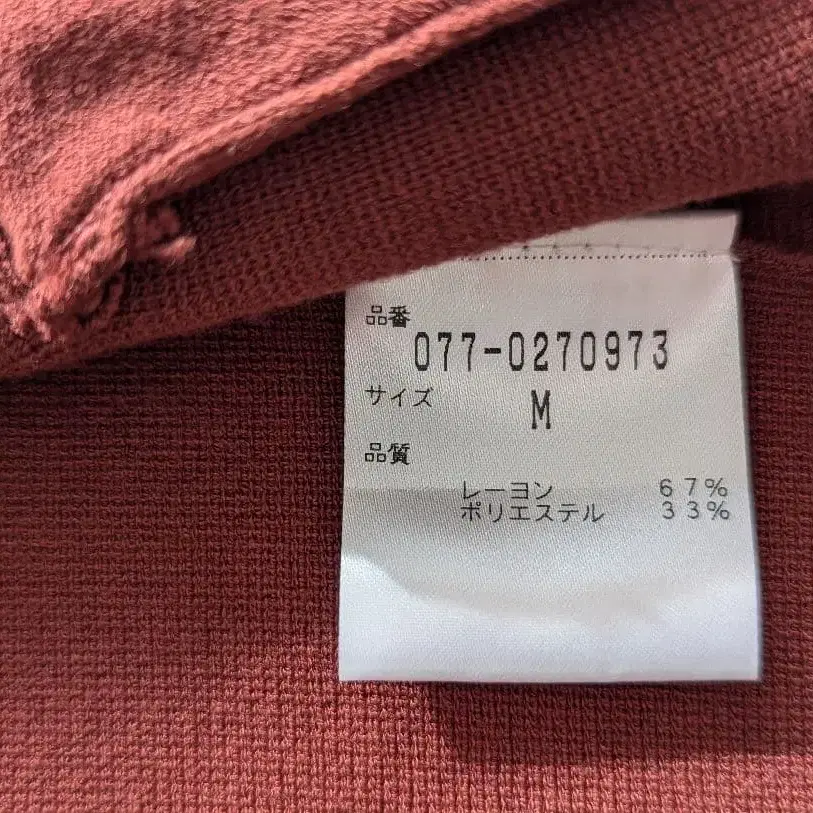 品番
077-0270973
サイズ
M
品質
レーヨン 67%
ポリエステル 33%